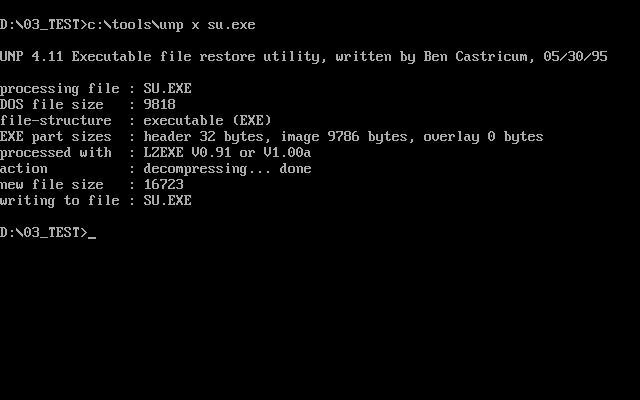 D:\03_TEST>c:\tools\unp x su.exe
UNP 4.11 Executable file restore utility, written by Ben Castricum, 05/30/95
processing file : SU.EXE
DOS file size   : 9818
file-structure  : executable (EXE)
EXE part sizes  : header 32 bytes, image 9786 bytes, overlay 0 bytes
processed with  : LZEXE V0.91 or V1.00a
action          : decompressing... done
new file size   : 16723
writing to file : SU.EXE
D:\03_TEST>_